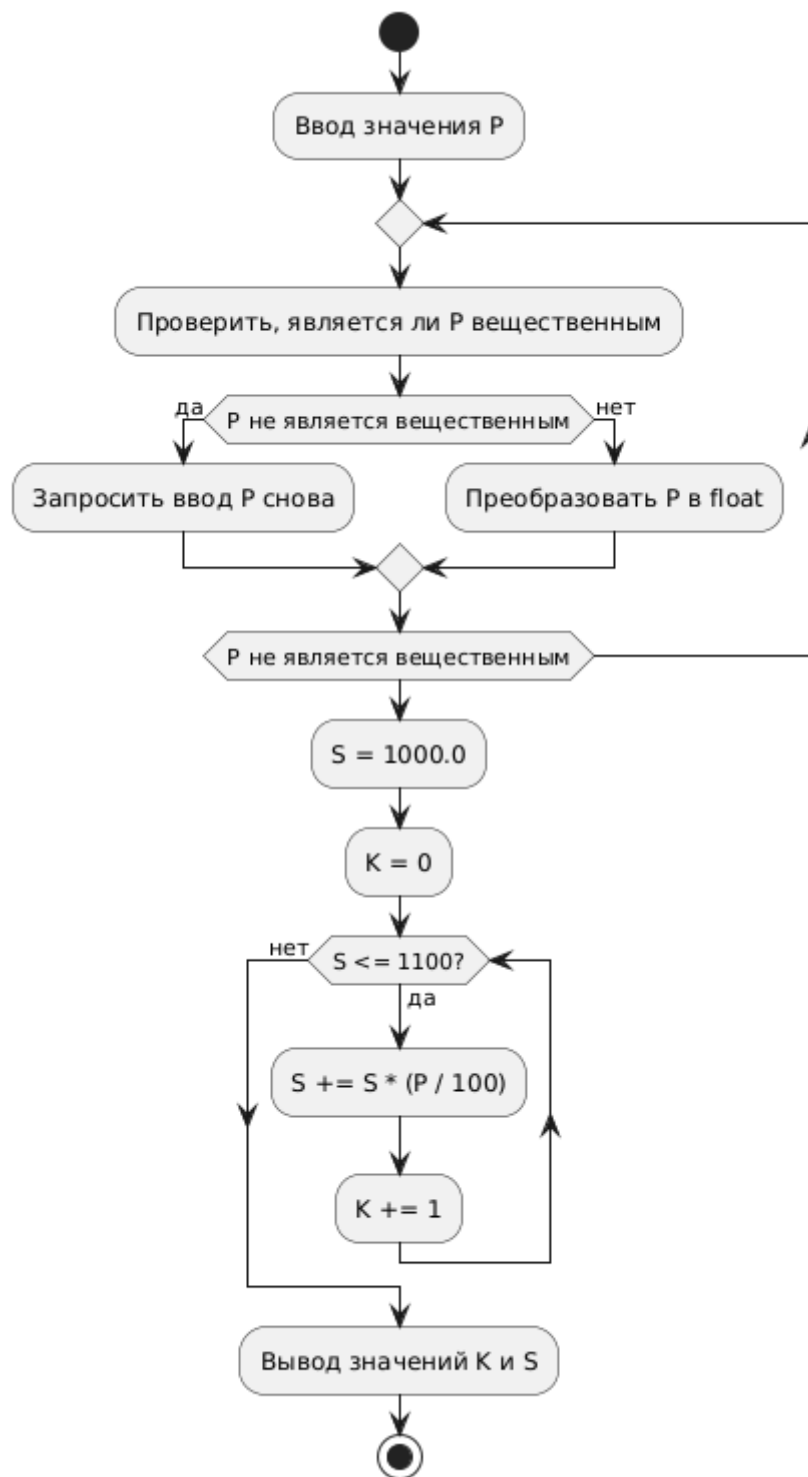 Ввод значения P
Проверить, является ли P вещественным
да
P не является вещественным
нет
Запросить ввод P снова
Преобразовать P в float
P не является вещественным
S = 1000.0
K = 0
нет
S <= 1100?
да
S += S * (P / 100)
K += 1
Вывод значений K и S